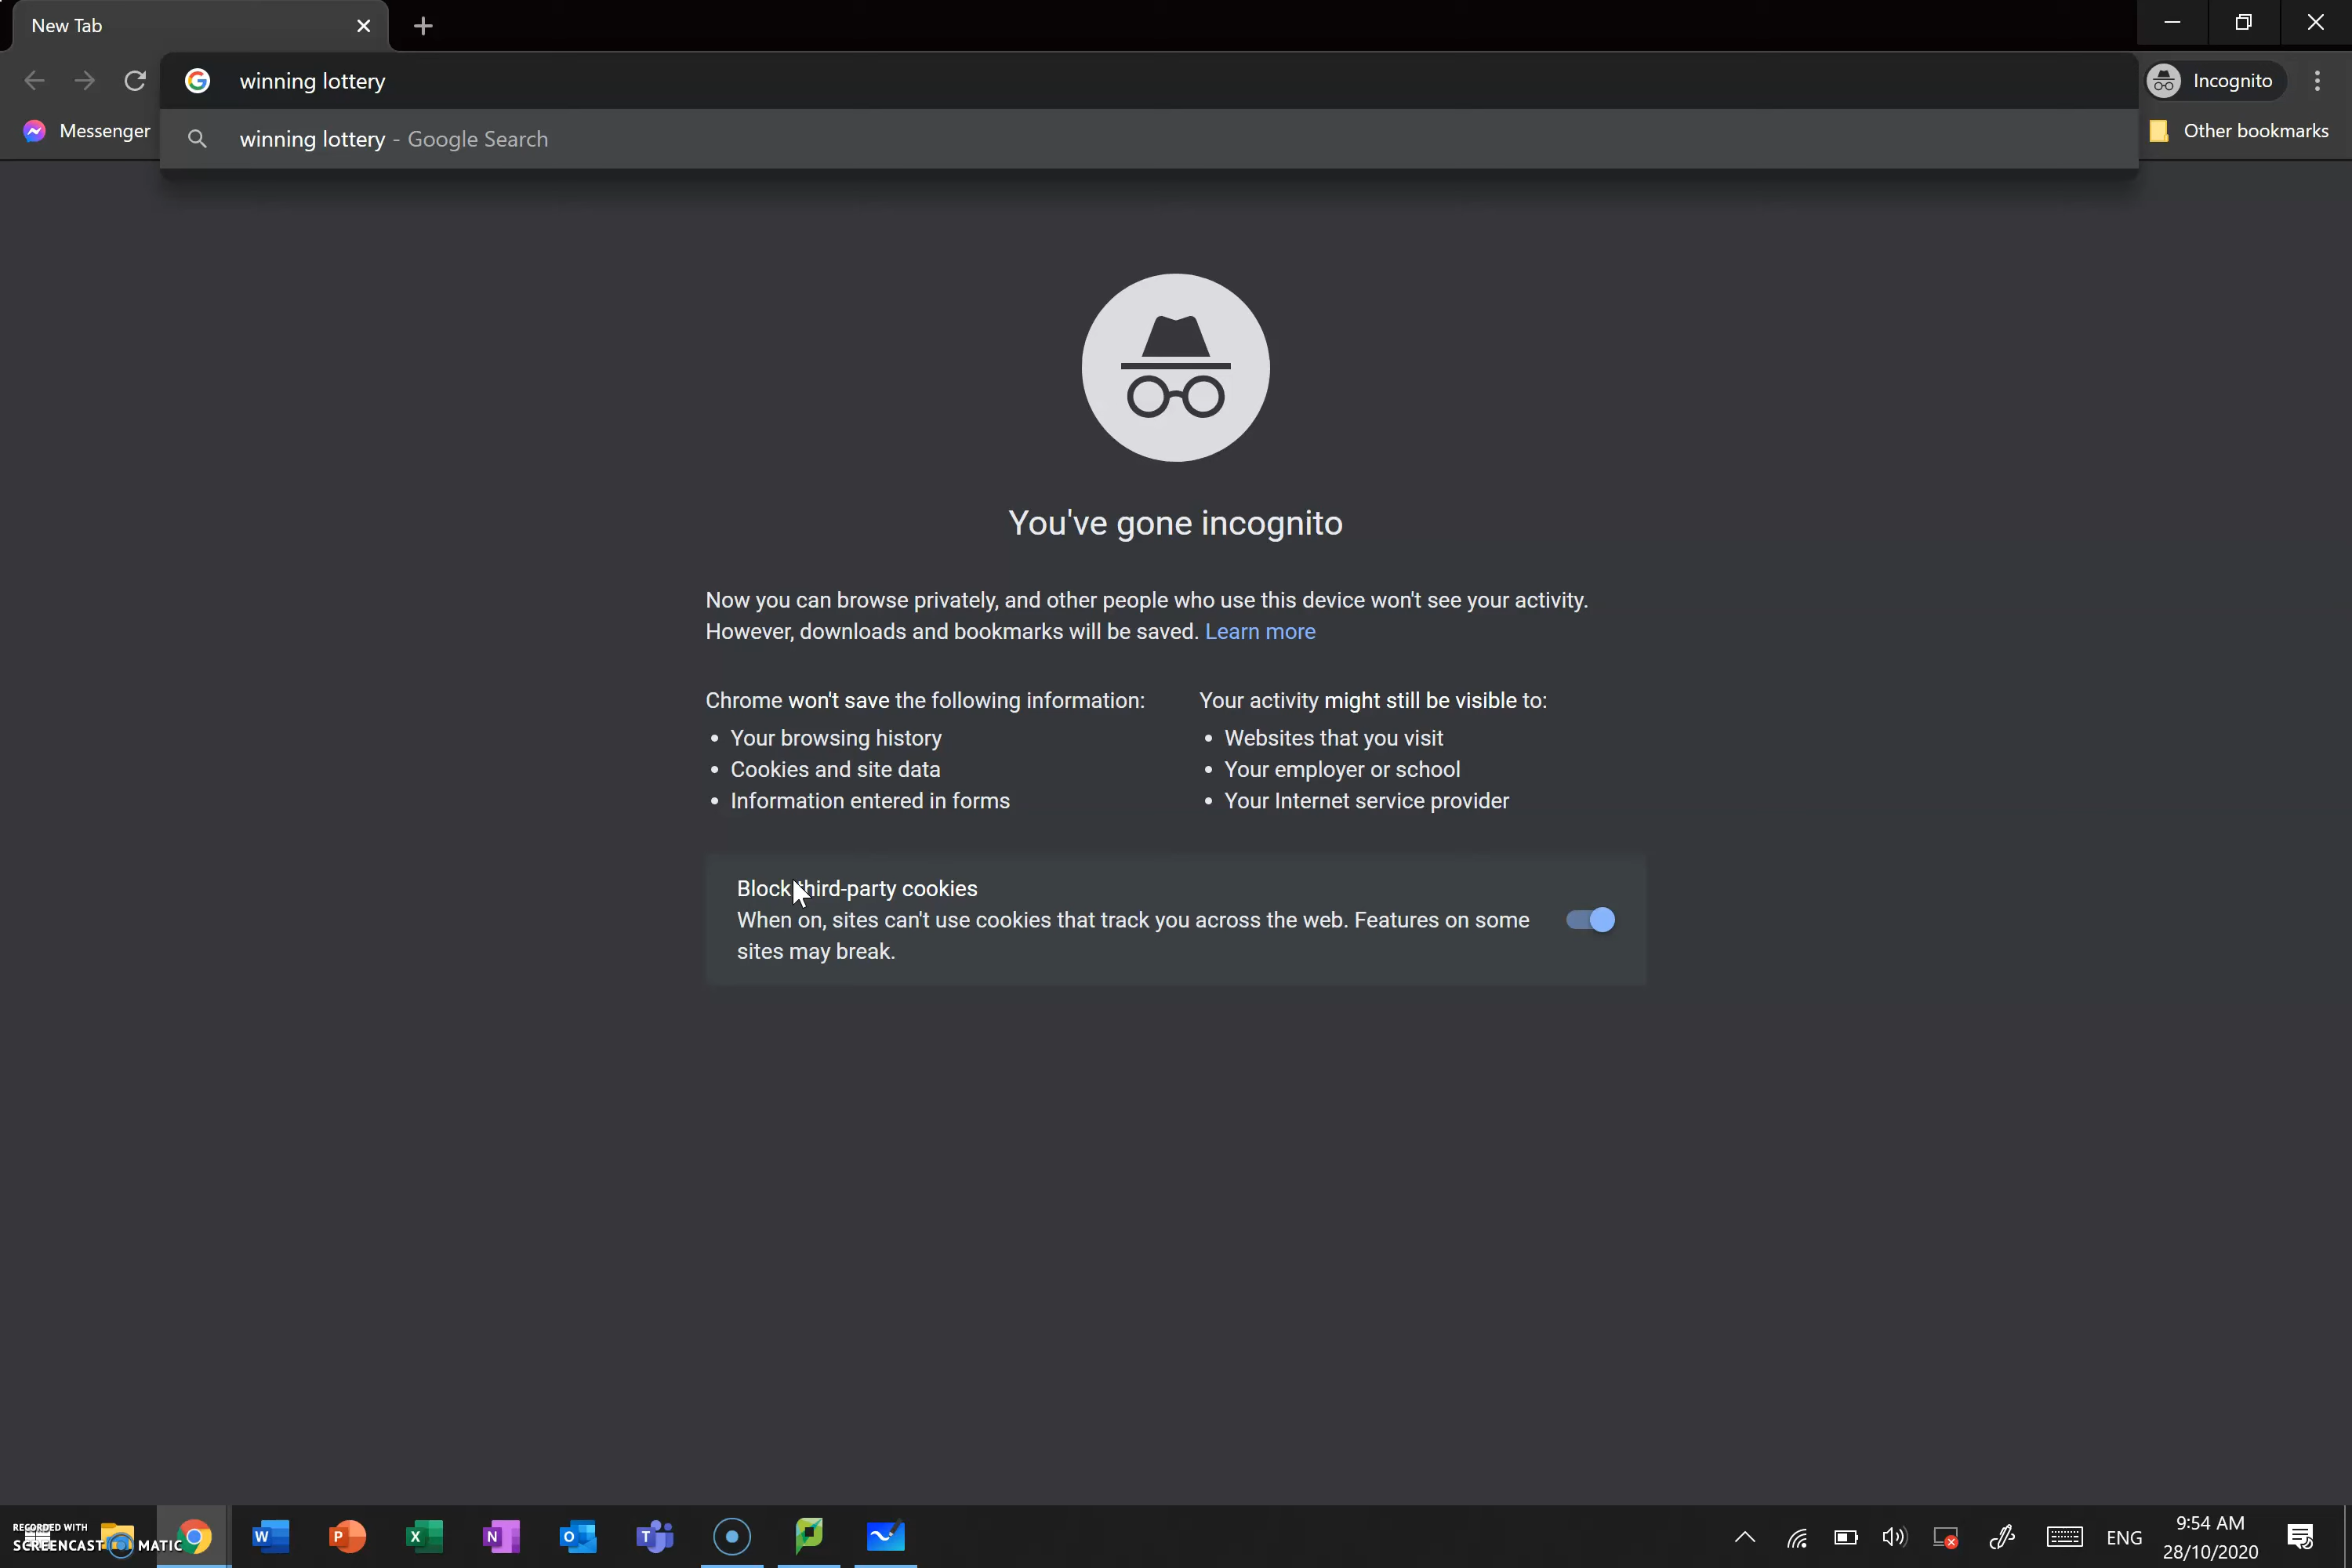 New Tab
winning lottery
Incognito
Messenger
winning lottery - Google Search
Other bookmarks
You've gone incognito
Now you can browse privately, and other people who use this device won't see your activity.
However, downloads and bookmarks will be saved. Learn more
Chrome won't save the following information:
• Your browsing history
• Cookies and site data
• Information entered in forms
Your activity might still be visible to:
• Websites that you visit
• Your employer or school
• Your Internet service provider
Block third-party cookies
When on, sites can't use cookies that track you across the web. Features on some
sites may break.
RECORDED WITH
SCREENCAST MATIC
W
P
X
N
O
T
ENG
9:54 AM
28/10/2020